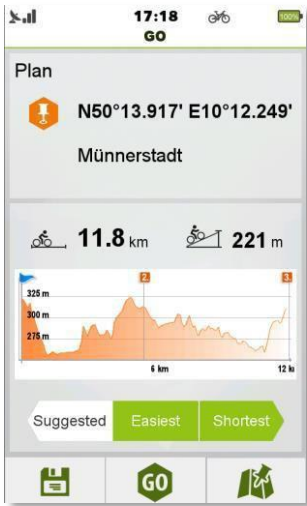 17:18
100%
GO
Plan
N50°13.917' E10°12.249'
Münnerstadt
11.8 km 221 m
2. 3.
325 m
300 m
275 m
6 km 12 k
Suggested Easiest Shortest
GO